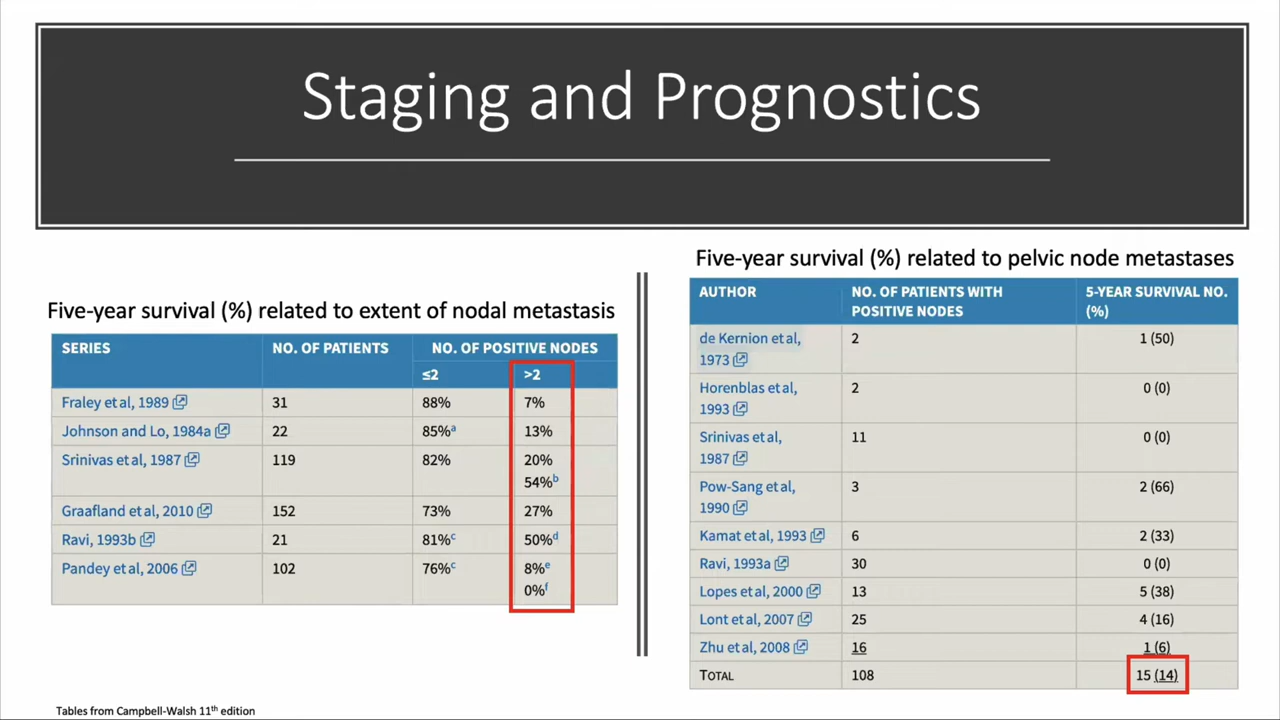 Staging and Prognostics
Five-year survival (%) related to extent of nodal metastasis
SERIES NO. OF PATIENTS NO. OF POSITIVE NODES
≤2 >2
Fraley et al, 1989 31 88% 7%
Johnson and Lo, 1984a 22 85%a 13%
Srinivas et al, 1987 119 82% 20%
54%b
Graafland et al, 2010 152 73% 27%
Ravi, 1993b 21 81%c 50%d
Pandey et al, 2006 102 76%c 8%e
0%f
Five-year survival (%) related to pelvic node metastases
AUTHOR NO. OF PATIENTS WITH 5-YEAR SURVIVAL NO.
POSITIVE NODES (%)
de Kernion et al, 2 1 (50)
1973
Horenblas et al, 2 0 (0)
1993
Srinivas et al, 11 0 (0)
1987
Pow-Sang et al, 3 2 (66)
1990
Kamat et al, 1993 6 2 (33)
Ravi, 1993a 30 0 (0)
Lopes et al, 2000 13 5 (38)
Lont et al, 2007 25 4 (16)
Zhu et al, 2008 16 1 (6)
TOTAL 108 15 (14)
Tables from Campbell-Walsh 11th edition